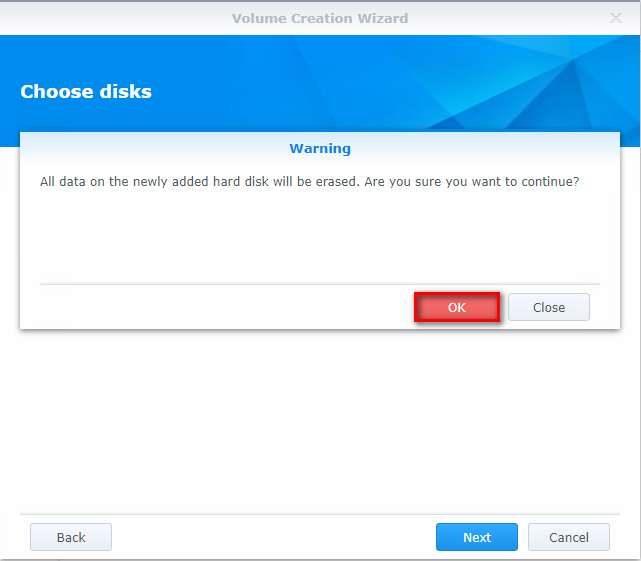 Volume Creation Wizard
Choose disks
Warning
All data on the newly added hard disk will be erased. Are you sure you want to continue?
OK
Close
Back
Next
Cancel